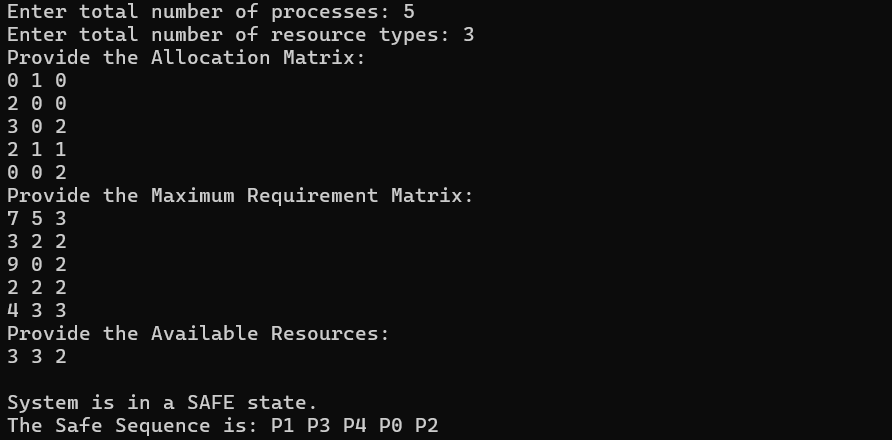 Enter total number of processes: 5
Enter total number of resource types: 3
Provide the Allocation Matrix:
0 1 0
2 0 0
3 0 2
2 1 1
0 0 2
Provide the Maximum Requirement Matrix:
7 5 3
3 2 2
9 0 2
2 2 2
4 3 3
Provide the Available Resources:
3 3 2
System is in a SAFE state.
The Safe Sequence is: P1 P3 P4 P0 P2